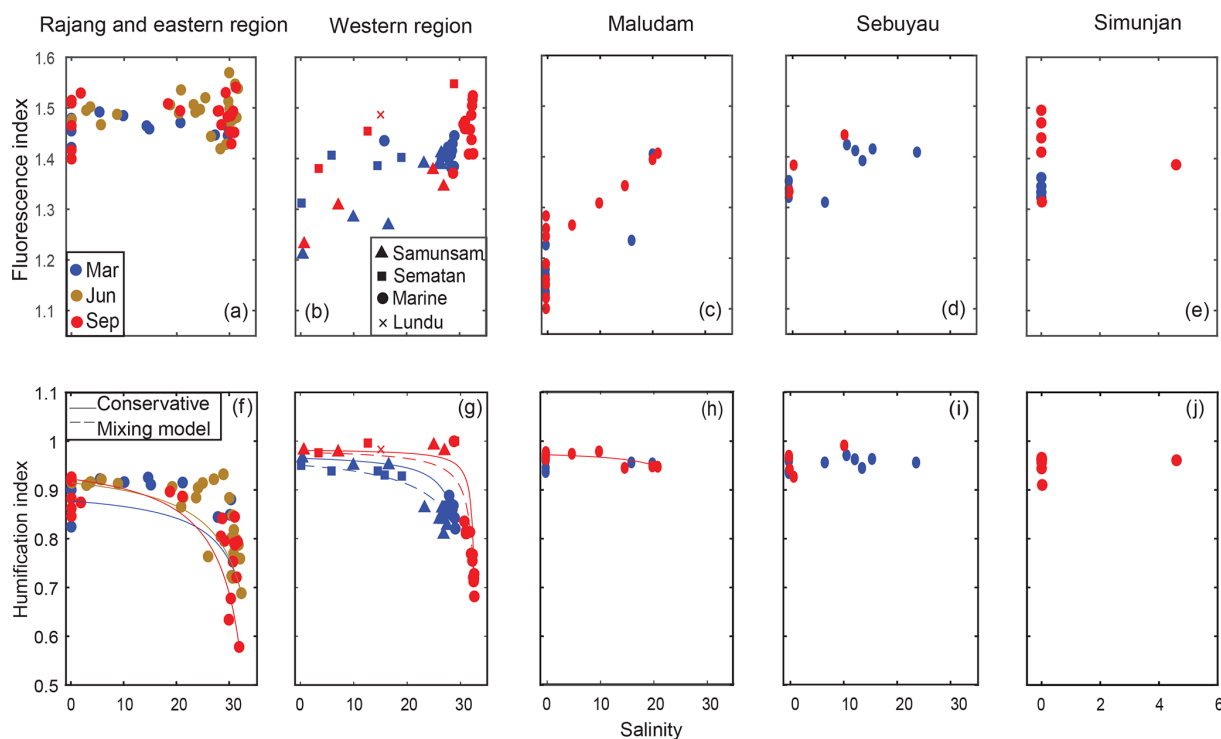 Rajang and eastern region
Western region
Maludam
Sebuyau
Simunjan
Fluorescence index
1.6
1.5
1.4
1.3
1.2
1.1
Mar
Jun
Sep
(a)
Samunsam
Sematan
Marine
Lundu
(b)
(c)
(d)
(e)
Humification index
1.1
1
0.9
0.8
0.7
0.6
0.5
Conservative
Mixing model
(f)
(g)
(h)
(i)
(j)
0 10 20 30
0 10 20 30
0 10 20 30
0 10 20 30
0 2 4 6
Salinity